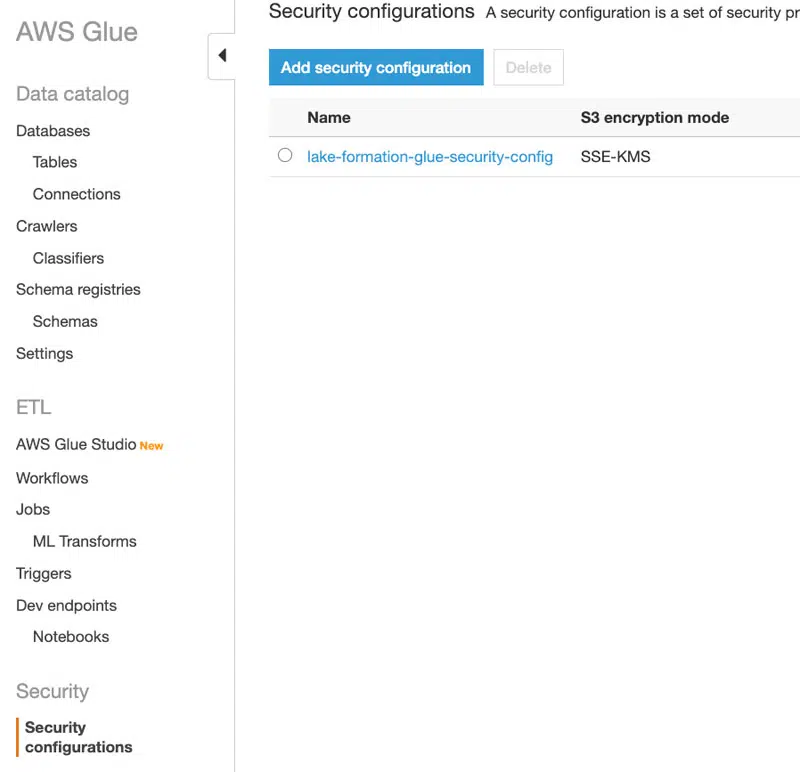 AWS Glue
Data catalog
Databases
Tables
Connections
Crawlers
Classifiers
Schema registries
Schemas
Settings
ETL
AWS Glue Studio New
Workflows
Jobs
ML Transforms
Triggers
Dev endpoints
Notebooks
Security
Security
configurations
Security configurations A security configuration is a set of security pr
Add security configuration Delete
Name S3 encryption mode
lake-formation-glue-security-config SSE-KMS